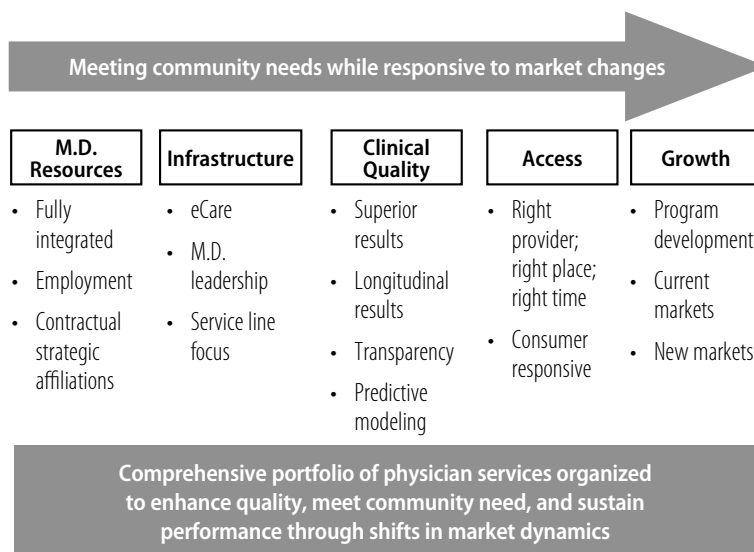 Meeting community needs while responsive to market changes
M.D.
Resources
• Fully
integrated
• Employment
• Contractual
strategic
affiliations
Infrastructure
• eCare
• M.D.
leadership
• Service line
focus
Clinical
Quality
• Superior
results
• Longitudinal
results
• Transparency
• Predictive
modeling
Access
• Right
provider;
right place;
right time
• Consumer
responsive
Growth
• Program
development
• Current
markets
• New markets
Comprehensive portfolio of physician services organized
to enhance quality, meet community need, and sustain
performance through shifts in market dynamics